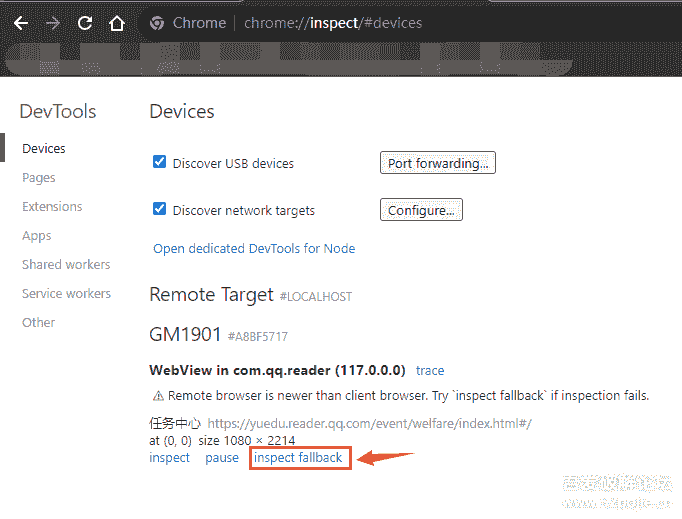 Chrome | chrome://inspect/#devices
DevTools
Devices
Pages
Extensions
Apps
Shared workers
Service workers
Other
Devices
Discover USB devices Port forwarding...
Discover network targets Configure...
Open dedicated DevTools for Node
Remote Target #LOCALHOST
GM1901 #A8BF5717
WebView in com.qq.reader (117.0.0.0) trace
⚠ Remote browser is newer than client browser. Try `inspect fallback` if inspection fails.
任务中心 https://yuedu.reader.qq.com/event/welfare/index.html#/
at (0, 0) size 1080 × 2214
inspect pause inspect fallback